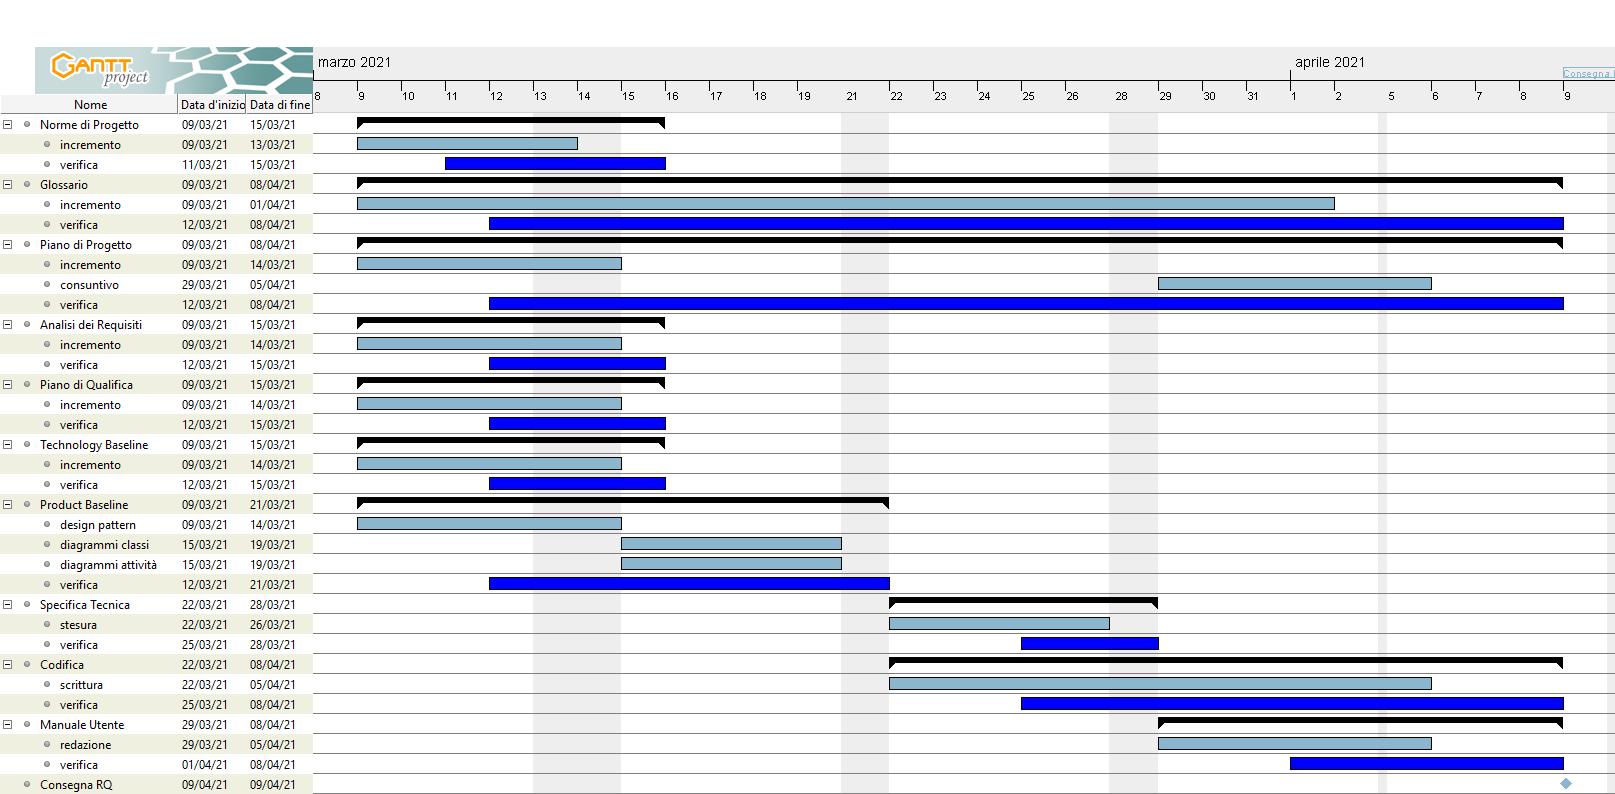 GANTT
project
marzo 2021
aprile 2021
Consegna
Nome Data d'inizio Data di fine
8 9 10 11 12 13 14 15 16 17 18 19 21 22 23 24 25 26 28 29 30 31 1 2 5 6 7 8 9
Norme di Progetto 09/03/21 15/03/21
incremento 09/03/21 13/03/21
verifica 11/03/21 15/03/21
Glossario 09/03/21 08/04/21
incremento 09/03/21 01/04/21
verifica 12/03/21 08/04/21
Piano di Progetto 09/03/21 08/04/21
incremento 09/03/21 14/03/21
consuntivo 29/03/21 05/04/21
verifica 12/03/21 08/04/21
Analisi dei Requisiti 09/03/21 15/03/21
incremento 09/03/21 14/03/21
verifica 12/03/21 15/03/21
Piano di Qualifica 09/03/21 15/03/21
incremento 09/03/21 14/03/21
verifica 12/03/21 15/03/21
Technology Baseline 09/03/21 15/03/21
incremento 09/03/21 14/03/21
verifica 12/03/21 15/03/21
Product Baseline 09/03/21 21/03/21
design pattern 09/03/21 14/03/21
diagrammi classi 15/03/21 19/03/21
diagrammi attività 15/03/21 19/03/21
verifica 12/03/21 21/03/21
Specifica Tecnica 22/03/21 28/03/21
stesura 22/03/21 26/03/21
verifica 25/03/21 28/03/21
Codifica 22/03/21 08/04/21
scrittura 22/03/21 05/04/21
verifica 25/03/21 08/04/21
Manuale Utente 29/03/21 08/04/21
redazione 29/03/21 05/04/21
verifica 01/04/21 08/04/21
Consegna RQ 09/04/21 09/04/21